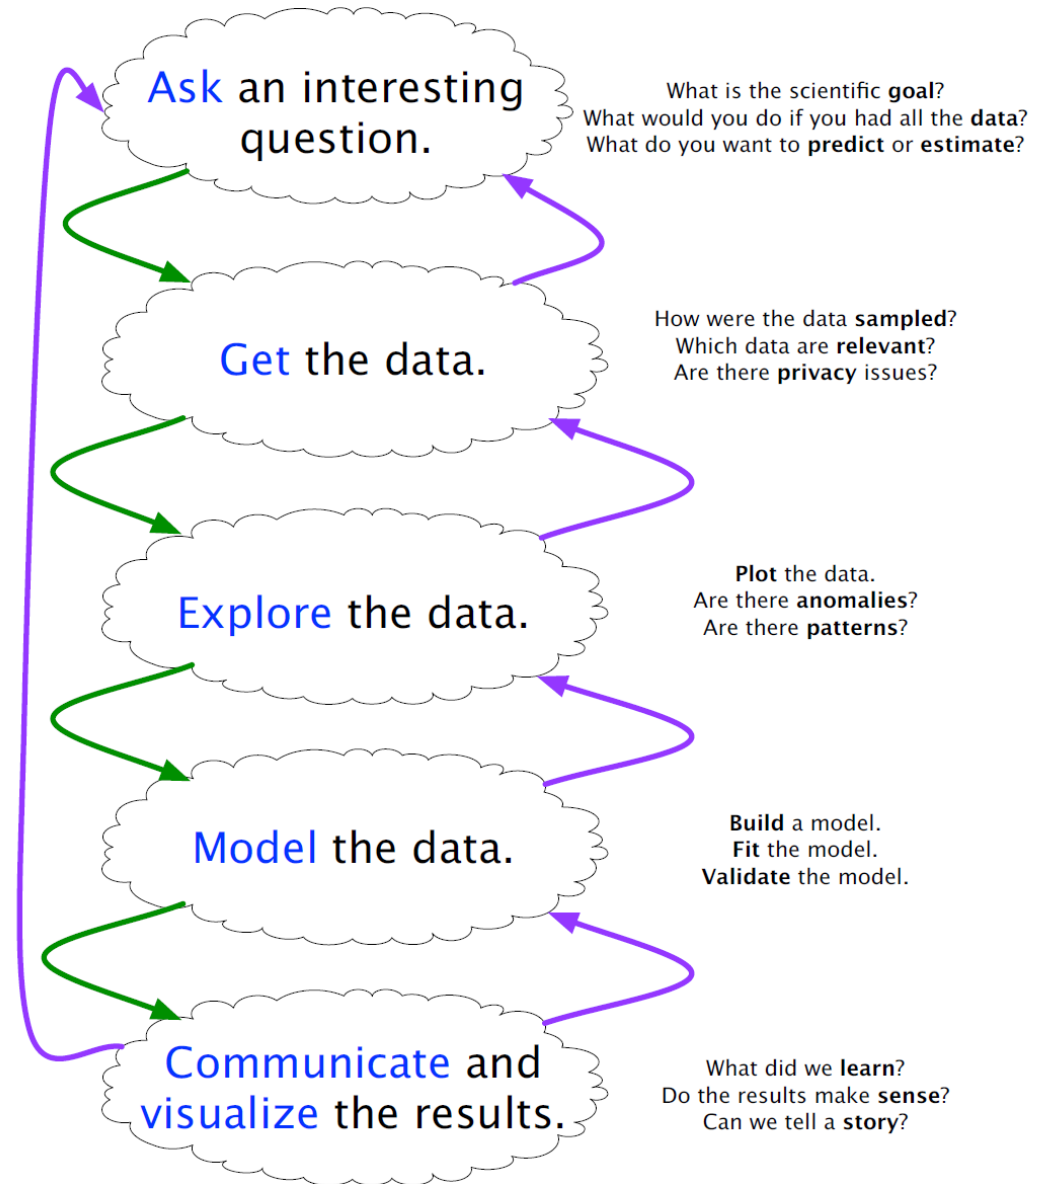 Ask an interesting
question.
What is the scientific goal?
What would you do if you had all the data?
What do you want to predict or estimate?
Get the data.
How were the data sampled?
Which data are relevant?
Are there privacy issues?
Explore the data.
Plot the data.
Are there anomalies?
Are there patterns?
Model the data.
Build a model.
Fit the model.
Validate the model.
Communicate and
visualize the results.
What did we learn?
Do the results make sense?
Can we tell a story?